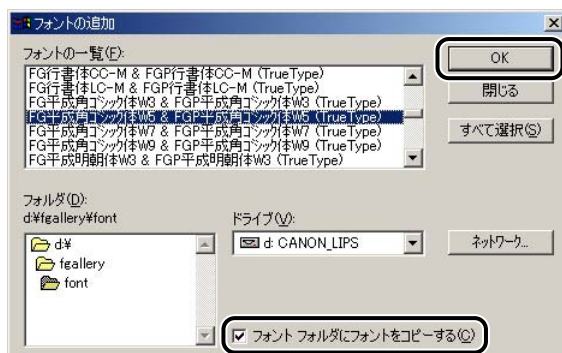 フォントの追加
フォントの一覧(F):
FG行書体CC-M & FGP行書体CC-M (TrueType)
FG行書体LC-M & FGP行書体LC-M (TrueType)
FG平成角ゴシック体W3 & FGP平成角ゴシック体W3 (TrueType)
FG平成角ゴシック体W5 & FGP平成角ゴシック体W5 (TrueType)
FG平成角ゴシック体W7 & FGP平成角ゴシック体W7 (TrueType)
FG平成角ゴシック体W9 & FGP平成角ゴシック体W9 (TrueType)
FG平成明朝体W3 & FGP平成明朝体W3 (TrueType)
OK
閉じる
すべて選択(S)
フォルダ(D):
d:¥fgallery¥font
d:¥
fgallery
font
ドライブ(V):
d: CANON_LIPS
ネットワーク...
フォント フォルダにフォントをコピーする(C)